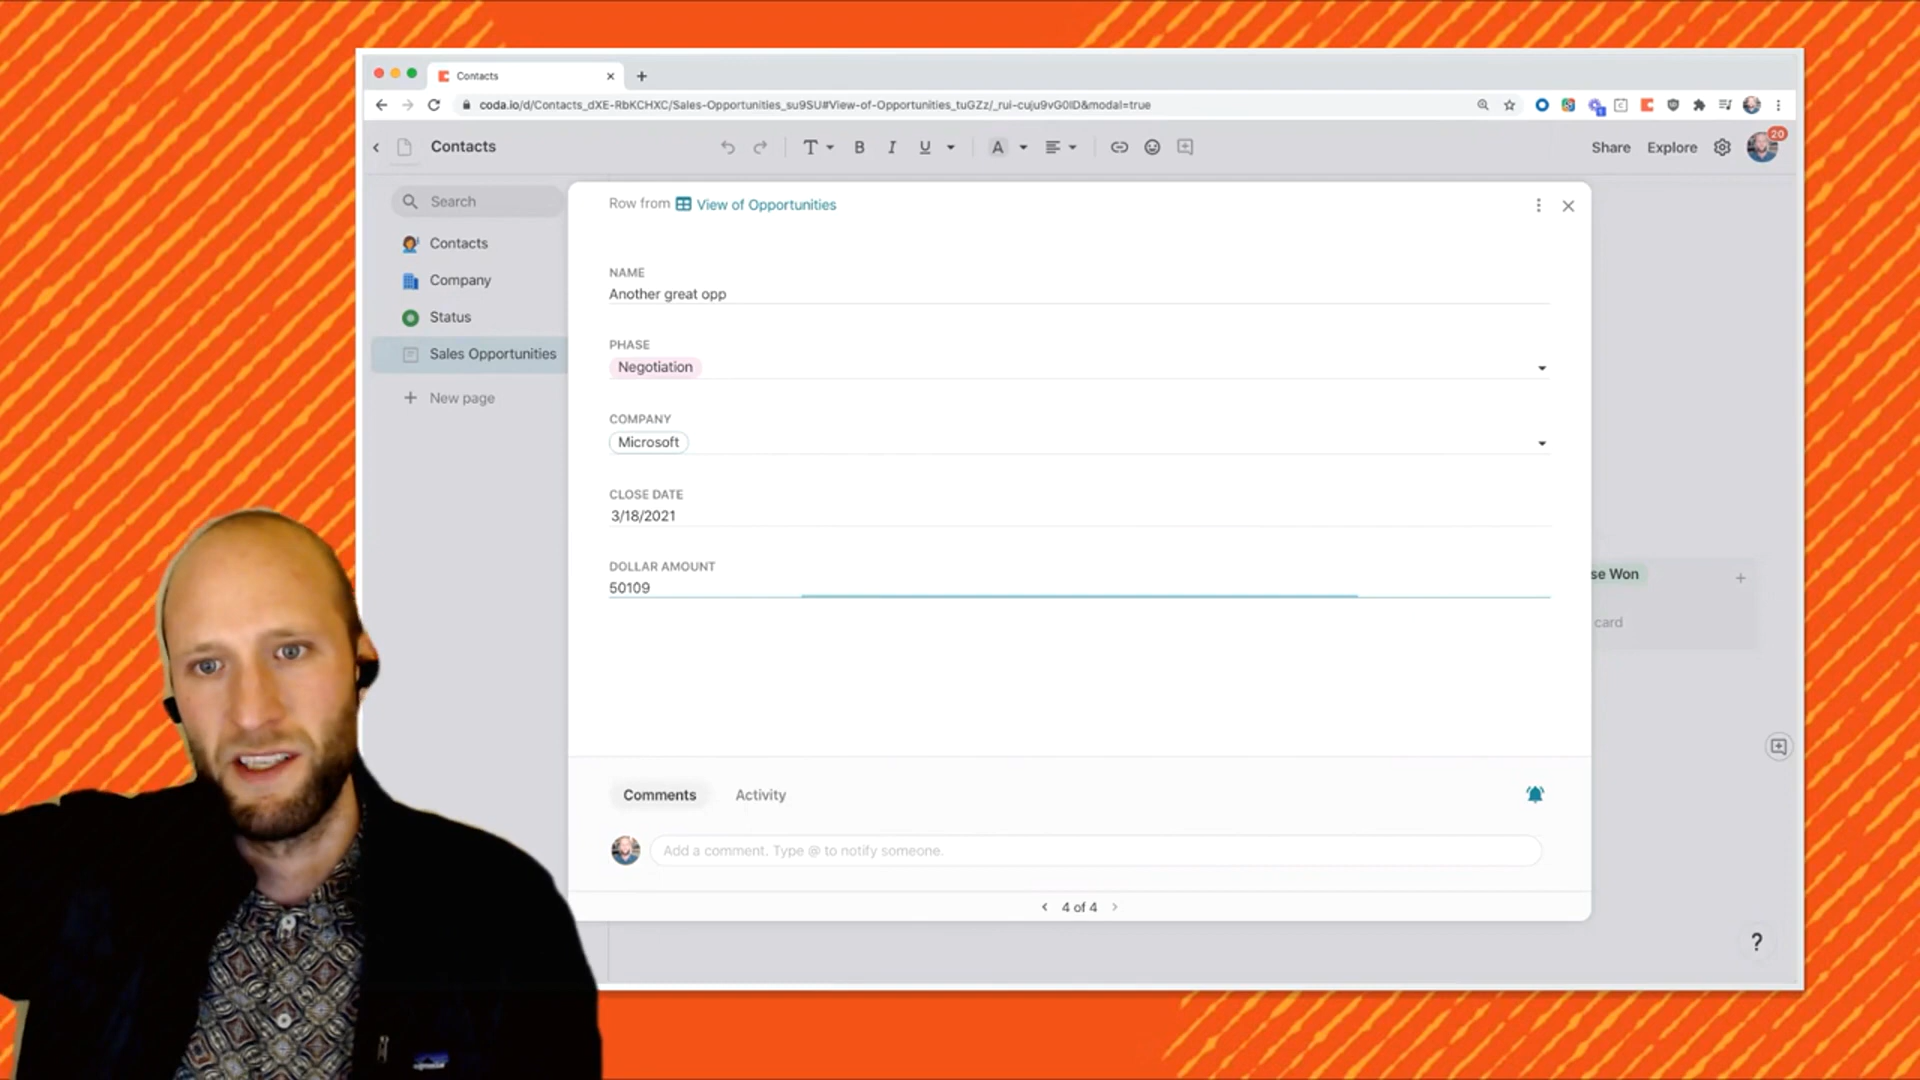 Contacts
coda.io/d/Contacts_dXE-RbKCHXC/Sales-Opportunities_su9SU#View-of-Opportunities_tuGZz/_rui-cuju9vG0ID&modal=true
Contacts
T B I U A
Share Explore 20
Search
Contacts
Company
Status
Sales Opportunities
New page
Row from View of Opportunities
NAME
Another great opp
PHASE
Negotiation
COMPANY
Microsoft
CLOSE DATE
3/18/2021
DOLLAR AMOUNT
50109
se Won
card
Comments Activity
Add a comment. Type @ to notify someone.
4 of 4
?